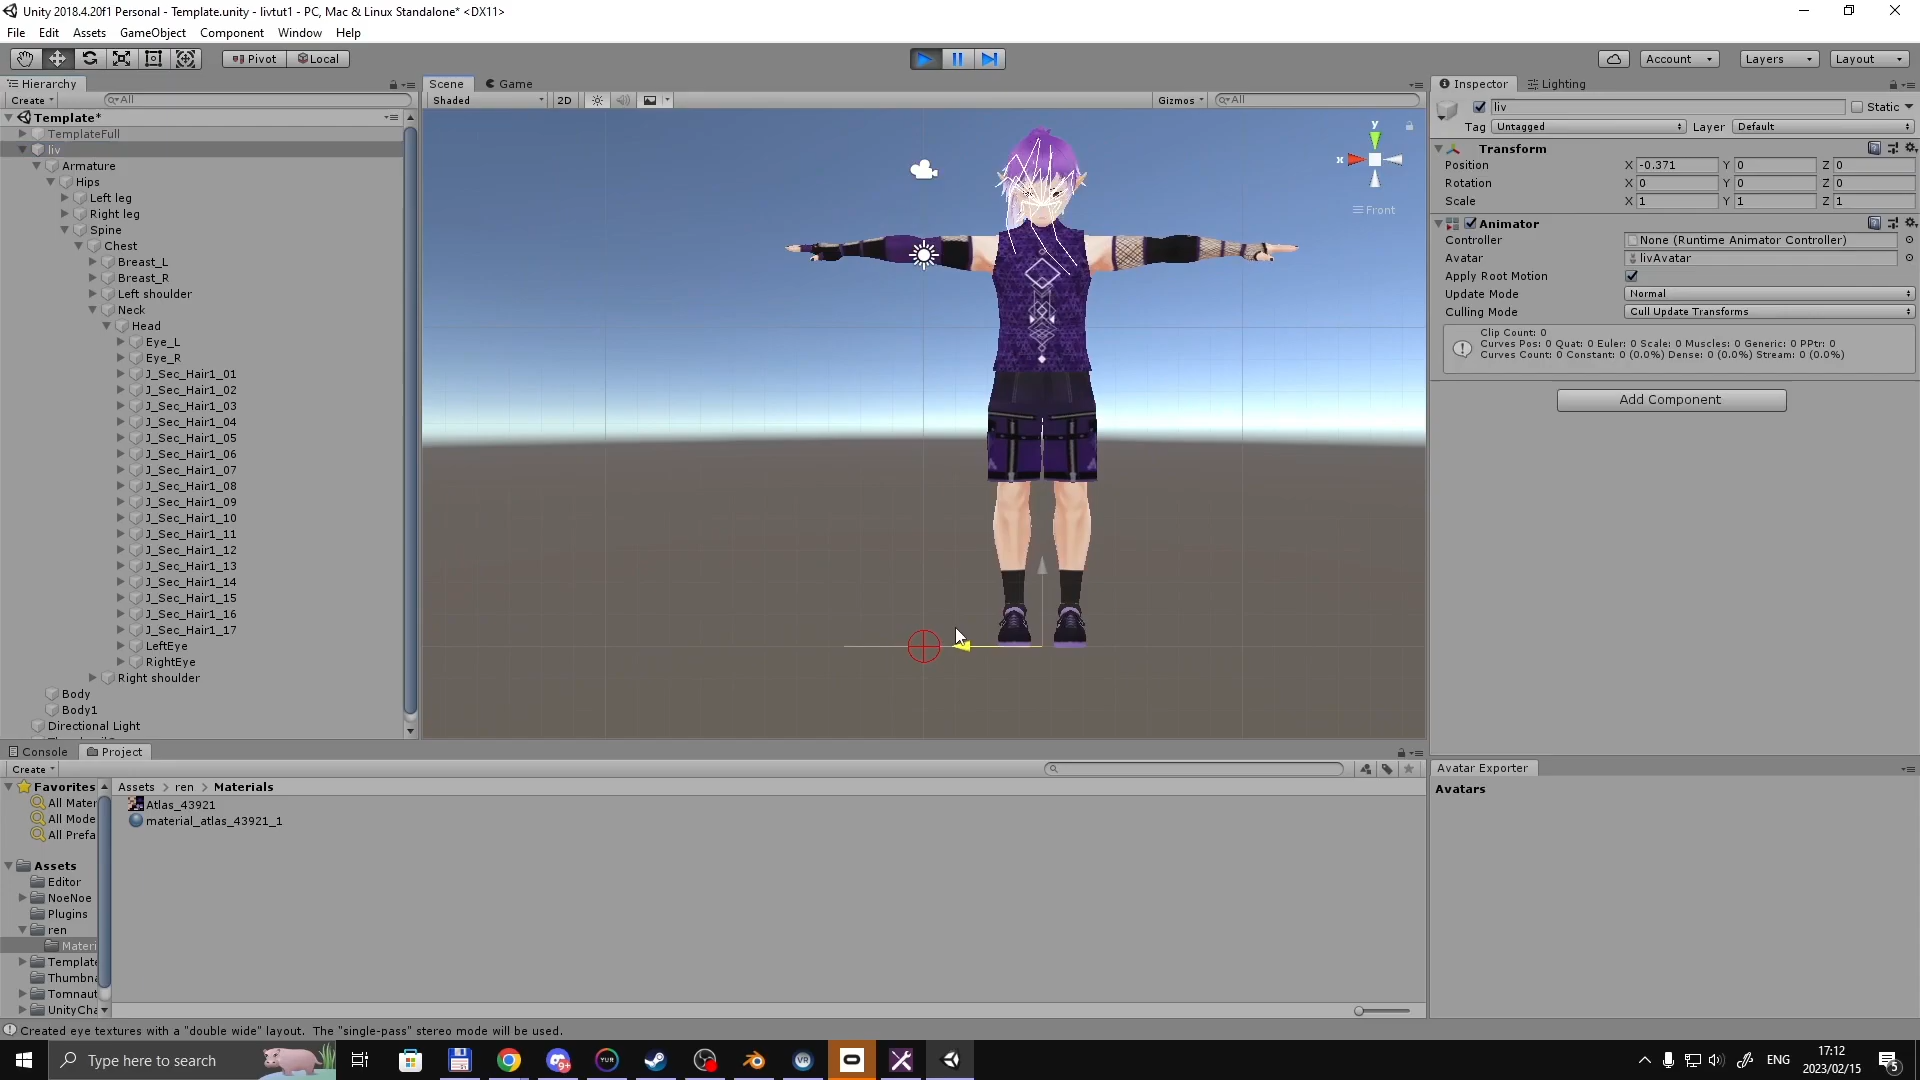 Unity 2018.4.20f1 Personal - Template.unity - livtut1 - PC, Mac & Linux Standalone* <DX11>
File Edit Assets GameObject Component Window Help
Pivot Local Account Layers Layout
Hierarchy
Create All
Template*
TemplateFull
liv
Armature
Hips
Left leg
Right leg
Spine
Chest
Breast_L
Breast_R
Left shoulder
Neck
Head
Eye_L
Eye_R
J_Sec_Hair1_01
J_Sec_Hair1_02
J_Sec_Hair1_03
J_Sec_Hair1_04
J_Sec_Hair1_05
J_Sec_Hair1_06
J_Sec_Hair1_07
J_Sec_Hair1_08
J_Sec_Hair1_09
J_Sec_Hair1_10
J_Sec_Hair1_11
J_Sec_Hair1_12
J_Sec_Hair1_13
J_Sec_Hair1_14
J_Sec_Hair1_15
J_Sec_Hair1_16
J_Sec_Hair1_17
LeftEye
RightEye
Right shoulder
Body
Body1
Directional Light
Scene Game
Shaded 2D Gizmos All
y
x
Front
Inspector Lighting
liv Static
Tag Untagged Layer Default
Transform
Position X -0.371 Y 0 Z 0
Rotation X 0 Y 0 Z 0
Scale X 1 Y 1 Z 1
Animator
Controller None (Runtime Animator Controller)
Avatar livAvatar
Apply Root Motion
Update Mode Normal
Culling Mode Cull Update Transforms
Clip Count: 0
Curves Pos: 0 Quat: 0 Euler: 0 Scale: 0 Muscles: 0 Generic: 0 PPtr: 0
Curves Count: 0 Constant: 0 (0.0%) Dense: 0 (0.0%) Stream: 0 (0.0%)
Add Component
Console Project
Create
Favorites
All Mater
All Mode
All Prefa
Assets
Editor
NoeNoe
Plugins
ren
Materi
Template
Thumbna
Tomnaut
UnityCha
Assets > ren > Materials
Atlas_43921
material_atlas_43921_1
Avatar Exporter
Avatars
Created eye textures with a "double wide" layout. The "single-pass" stereo mode will be used.
Type here to search
9+
YUR
VR
ENG
17:12
2023/02/15
5